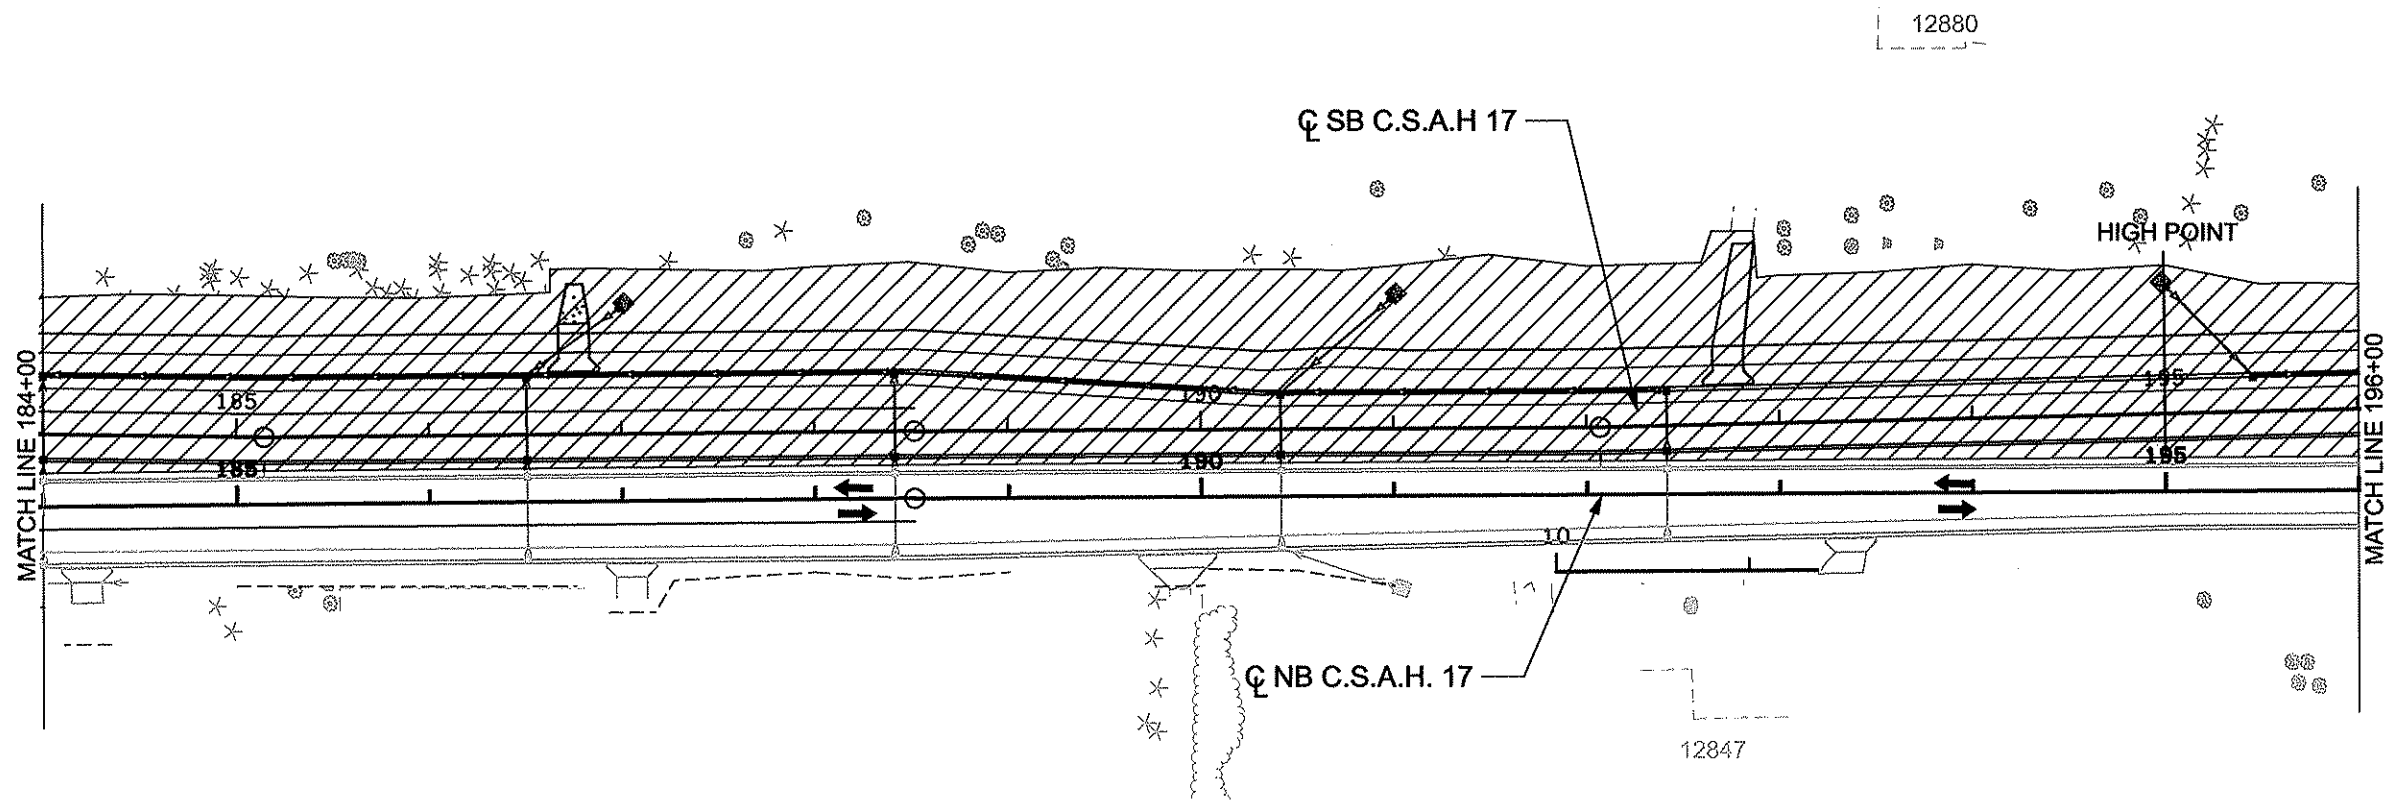 12880
℄ SB C.S.A.H 17
HIGH POINT
MATCH LINE 184+00
MATCH LINE 196+00
185
190
195
185
190
195
10
℄ NB C.S.A.H. 17
12847